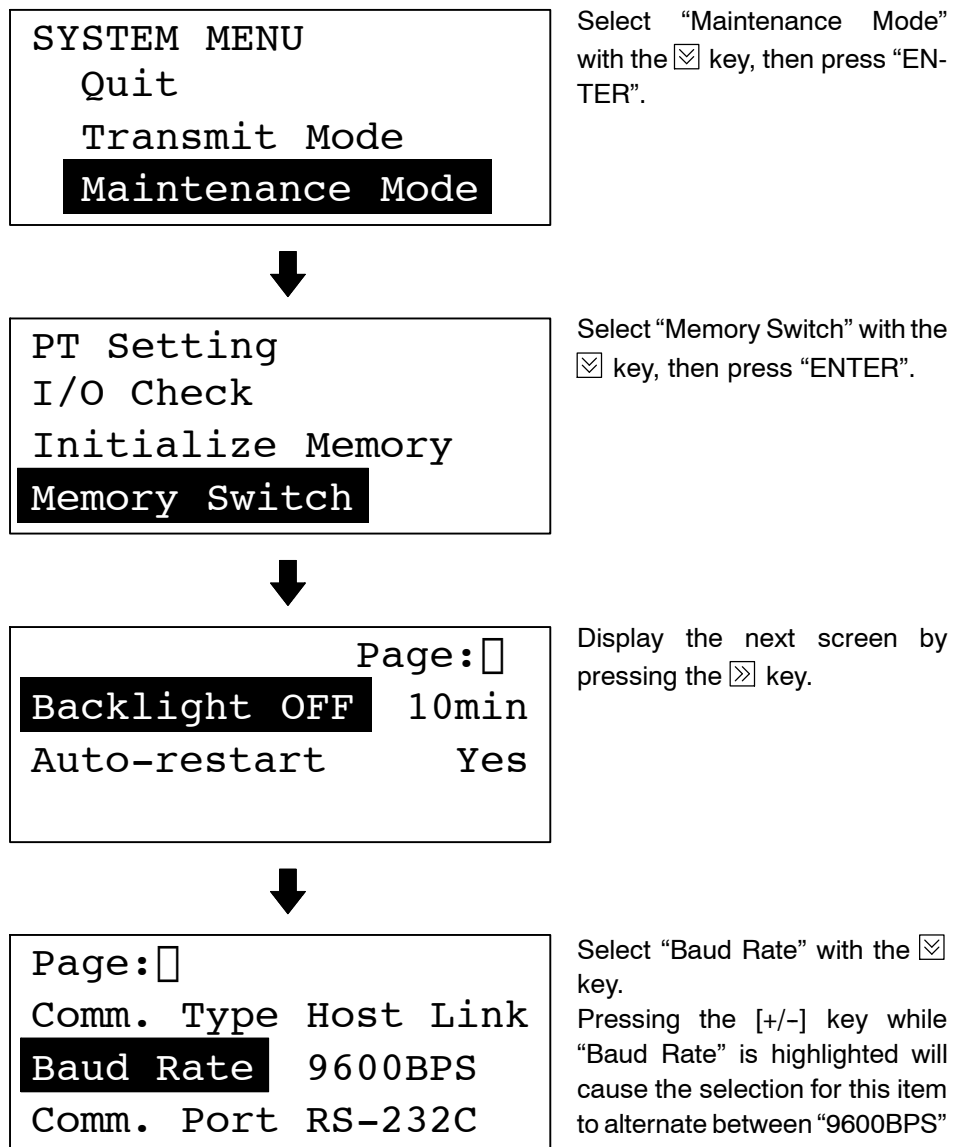 SYSTEM MENU
Quit
Transmit Mode
Maintenance Mode
Select “Maintenance Mode”
with the key, then press “EN-
TER”.
PT Setting
I/O Check
Initialize Memory
Memory Switch
Select “Memory Switch” with the
key, then press “ENTER”.
Page:
Backlight OFF 10min
Auto-restart Yes
Display the next screen by
pressing the key.
Page:
Comm. Type Host Link
Baud Rate 9600BPS
Comm. Port RS-232C
Select “Baud Rate” with the
key.
Pressing the [+/-] key while
“Baud Rate” is highlighted will
cause the selection for this item
to alternate between “9600BPS”